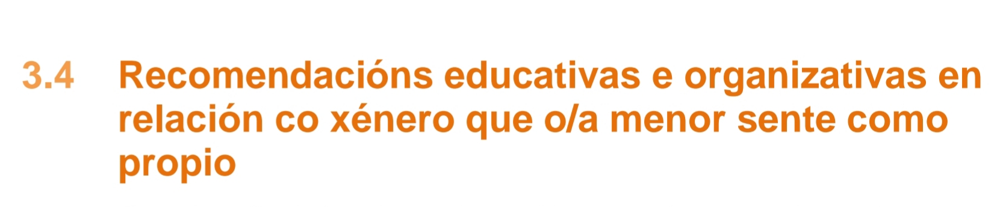 3.4 Recomendacións educativas e organizativas en
relación co xénero que o/a menor sente como
propio